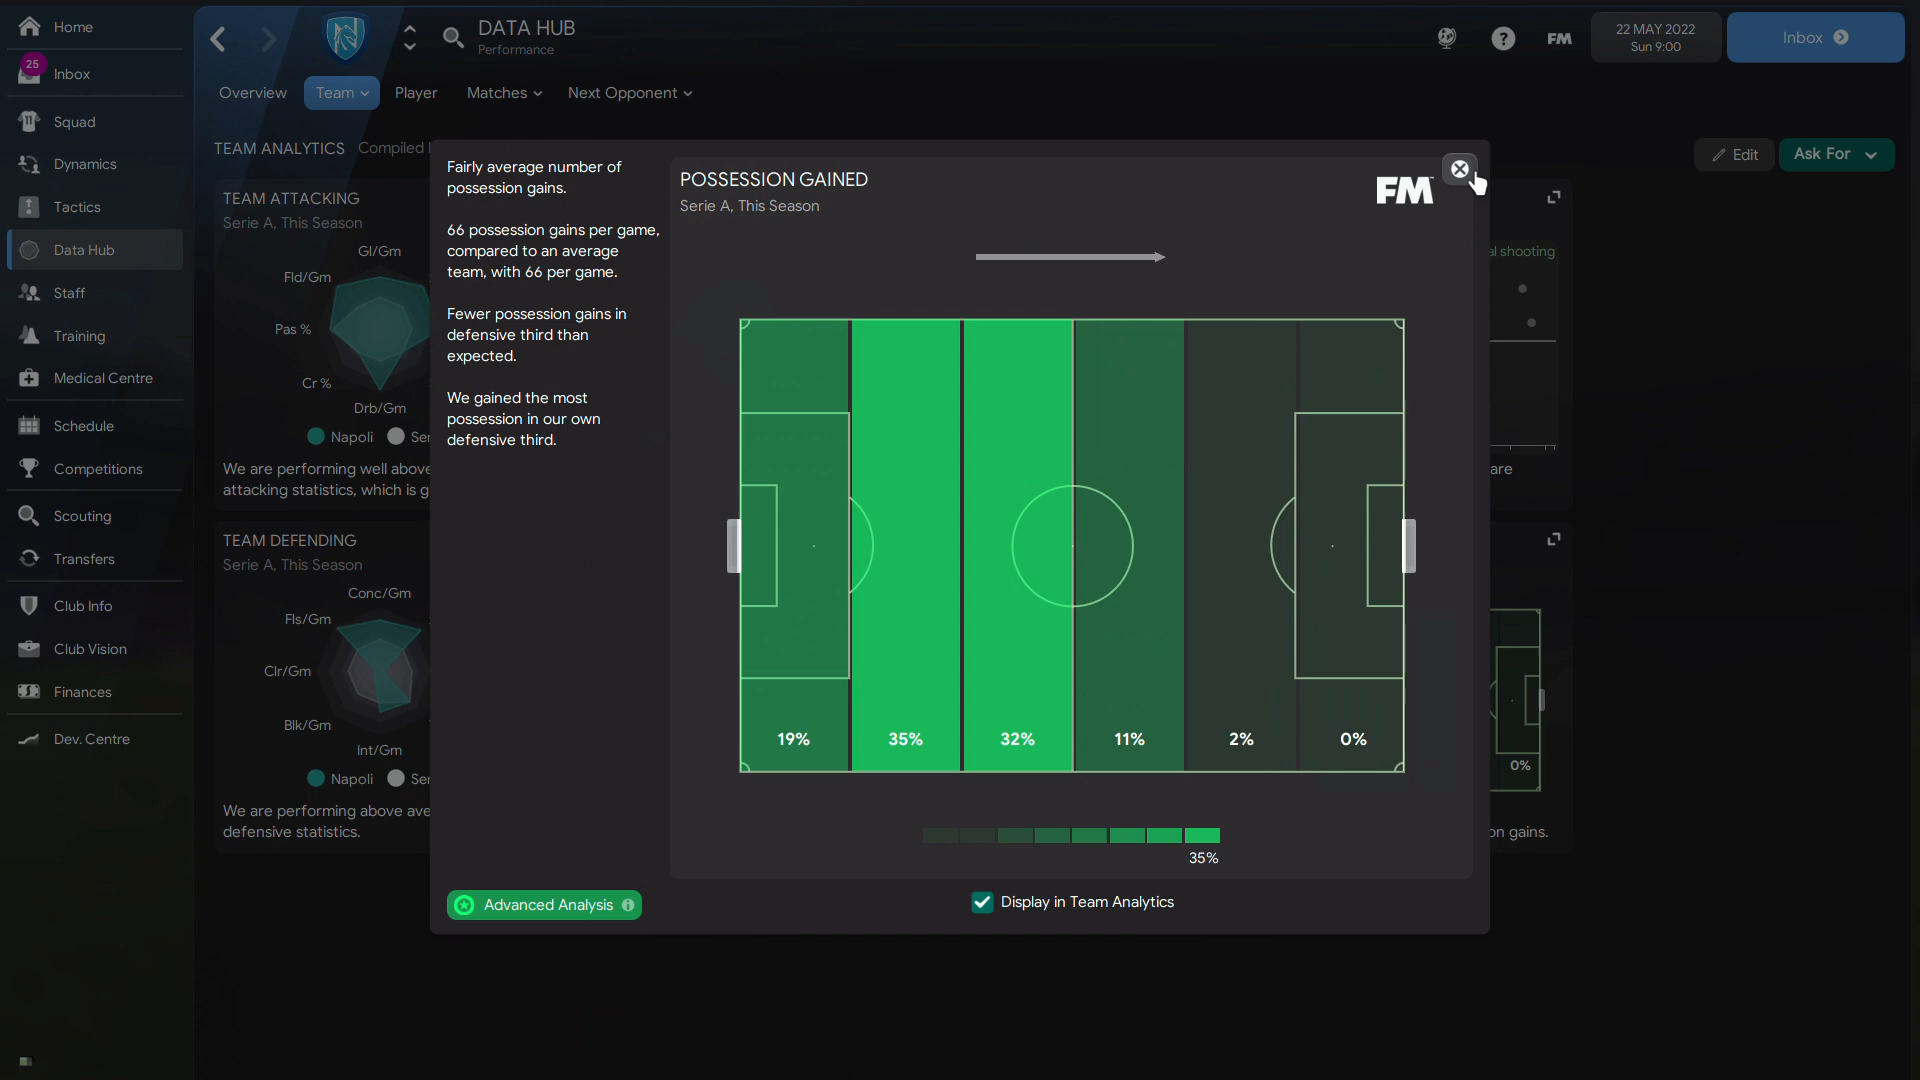 Home
25
Inbox
Squad
Dynamics
Tactics
Data Hub
Staff
Training
Medical Centre
Schedule
Competitions
Scouting
Transfers
Club Info
Club Vision
Finances
Dev. Centre
DATA HUB
Performance
?
FM
22 MAY 2022
Sun 9:00
Inbox
Overview
Team
Player
Matches
Next Opponent
TEAM ANALYTICS Compiled
Edit
Ask For
TEAM ATTACKING
Serie A, This Season
Gl/Gm
Fld/Gm
Pas %
Cr %
Drb/Gm
Napoli
Ser
We are performing well above
attacking statistics, which is g
TEAM DEFENDING
Serie A, This Season
Conc/Gm
Fls/Gm
Clr/Gm
Blk/Gm
Int/Gm
Napoli
Ser
We are performing above ave
defensive statistics.
Fairly average number of
possession gains.
66 possession gains per game,
compared to an average
team, with 66 per game.
Fewer possession gains in
defensive third than
expected.
We gained the most
possession in our own
defensive third.
Advanced Analysis
POSSESSION GAINED
Serie A, This Season
FM
19% 35% 32% 11% 2% 0%
35%
Display in Team Analytics
al shooting
are
0%
on gains.